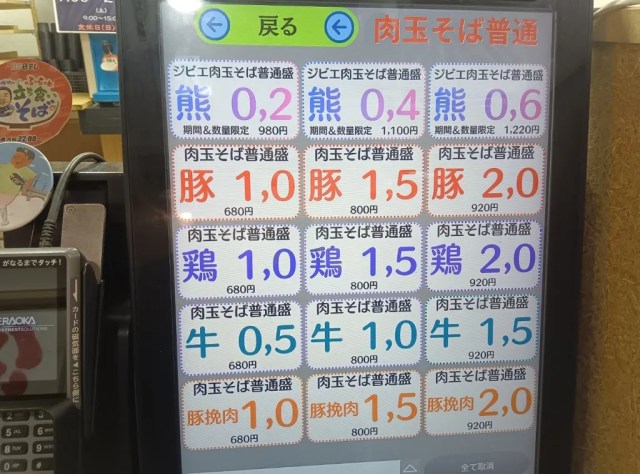 戻る
肉玉そば普通
ジビエ肉玉そば普通盛
熊 0,2
期間&数量限定 980円
ジビエ肉玉そば普通盛
熊 0,4
期間&数量限定 1,100円
ジビエ肉玉そば普通盛
熊 0,6
期間&数量限定 1,220円
肉玉そば普通盛
豚 1,0
680円
肉玉そば普通盛
豚 1,5
800円
肉玉そば普通盛
豚 2,0
920円
肉玉そば普通盛
鶏 1,0
680円
肉玉そば普通盛
鶏 1,5
800円
肉玉そば普通盛
鶏 2,0
920円
肉玉そば普通盛
牛 0,5
680円
肉玉そば普通盛
牛 1,0
800円
肉玉そば普通盛
牛 1,5
920円
肉玉そば普通盛
豚挽肉 1,0
680円
肉玉そば普通盛
豚挽肉 1,5
800円
肉玉そば普通盛
豚挽肉 2,0
920円
全て取消
がなるまでタッチ!
ERAOKA